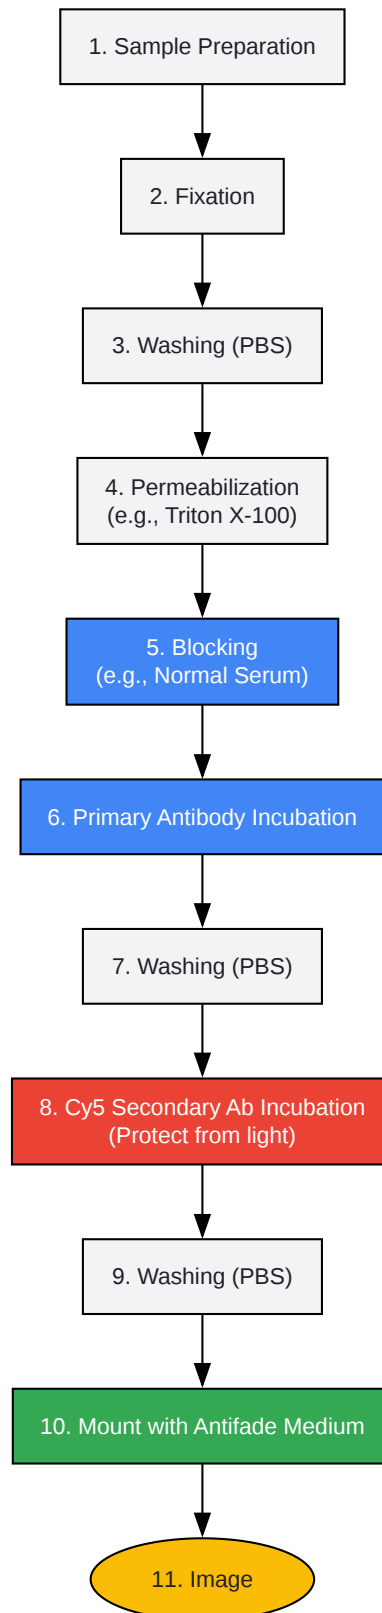 1. Sample Preparation
2. Fixation
3. Washing (PBS)
4. Permeabilization
(e.g., Triton X-100)
5. Blocking
(e.g., Normal Serum)
6. Primary Antibody Incubation
7. Washing (PBS)
8. Cy5 Secondary Ab Incubation
(Protect from light)
9. Washing (PBS)
10. Mount with Antifade Medium
11. Image